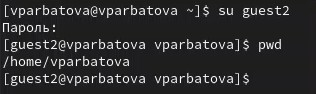 [vparbatova@vparbatova ~]$ su guest2
Пароль:
[guest2@vparbatova vparbatova]$ pwd
/home/vparbatova
[guest2@vparbatova vparbatova]$